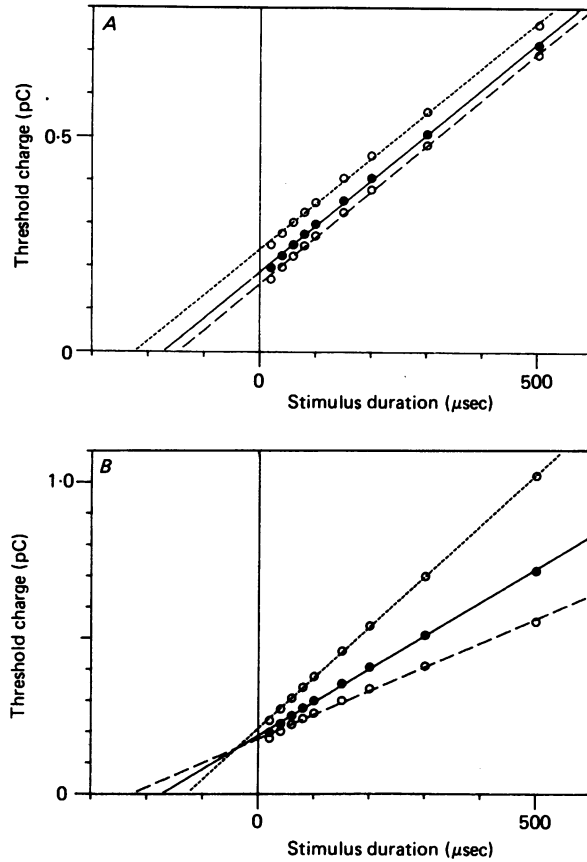 A
Threshold charge (pC)
0·5
0
0
500
Stimulus duration (µsec)
B
Threshold charge (pC)
1·0
0
0
500
Stimulus duration (µsec)